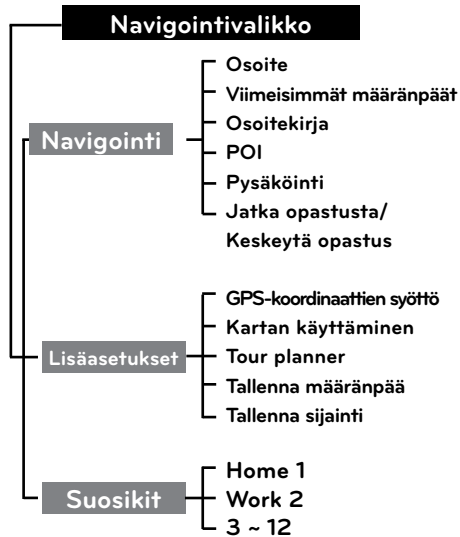 Navigointivalikko
Navigointi
Osoite
Viimeisimmät määränpäät
Osoitekirja
POI
Pysäköinti
Jatka opastusta/
Keskeytä opastus
Lisäasetukset
GPS-koordinaattien syöttö
Kartan käyttäminen
Tour planner
Tallenna määränpää
Tallenna sijainti
Suosikit
Home 1
Work 2
3 ~ 12